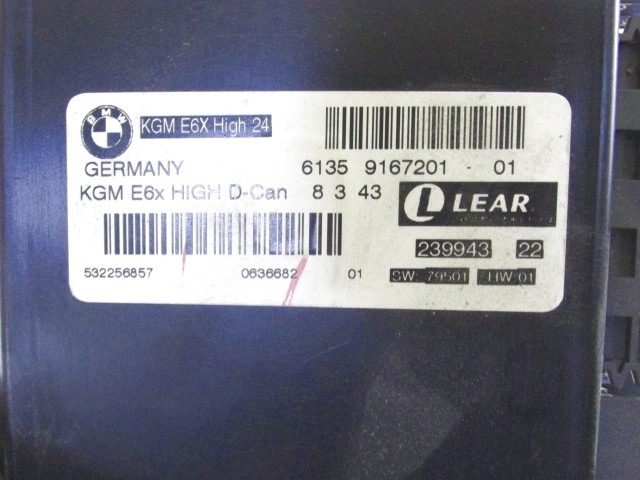 BMW KGM E6X High 24
GERMANY 6135 9167201 - 01
KGM E6x HIGH D-Can 8 3 43
LEAR
239943 22
532256857 0636682 01 SW: 79501 HW:01